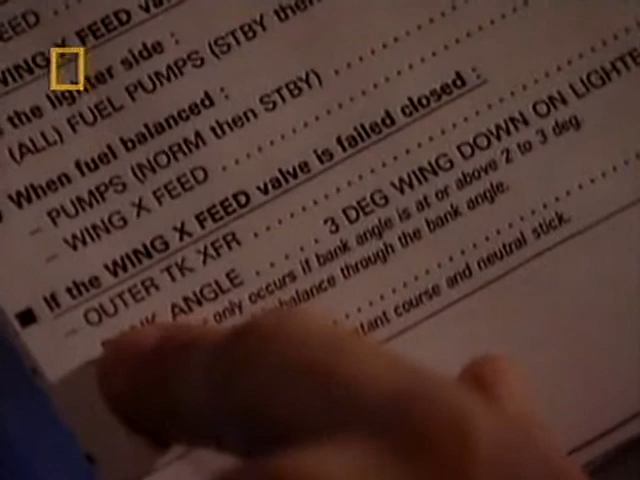 EED
WING X FEED
the lighter side :
(ALL) FUEL PUMPS (STBY then
When fuel balanced :
- PUMPS (NORM then STBY) . . . . . . . . . . .
- WING X FEED . . . . . . . . . . . . . . . . . . . .
■ If the WING X FEED valve is failed closed :
- OUTER TK XFR . . . . . . . . . . . . . . . . . . . .
ANGLE . . . . . . 3 DEG WING DOWN ON LIGHTE
only occurs if bank angle is at or above 2 to 3 deg.
balance through the bank angle.
course and neutral stick.